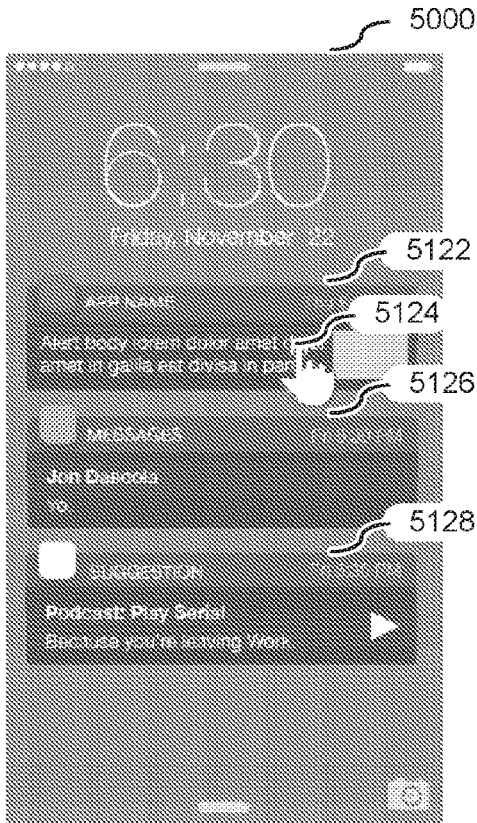 5000
6:30
Friday, November 22
5122
APP NAME
5124
Alert body lorem dolor amet
amet in gallia est divisa in par
5126
MESSAGES
Jon Dascola
Yo
5128
SUGGESTION
Podcast: Play Serial
Because you're leaving Work